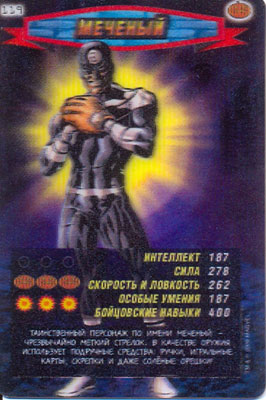 119
МЕЧЕНЫЙ
ИНТЕЛЛЕКТ 187
СИЛА 278
СКОРОСТЬ И ЛОВКОСТЬ 262
ОСОБЫЕ УМЕНИЯ 187
БОЙЦОВСКИЕ НАВЫКИ 400
ТАИНСТВЕННЫЙ ПЕРСОНАЖ ПО ИМЕНИ МЕЧЕНЫЙ -
ЧРЕЗВЫЧАЙНО МЕТКИЙ СТРЕЛОК. В КАЧЕСТВЕ ОРУЖИЯ
ИСПОЛЬЗУЕТ ПОДРУЧНЫЕ СРЕДСТВА: РУЧКИ, ИГРАЛЬНЫЕ
КАРТЫ, СКРЕПКИ И ДАЖЕ СОЛЁНЫЕ ОРЕШКИ!